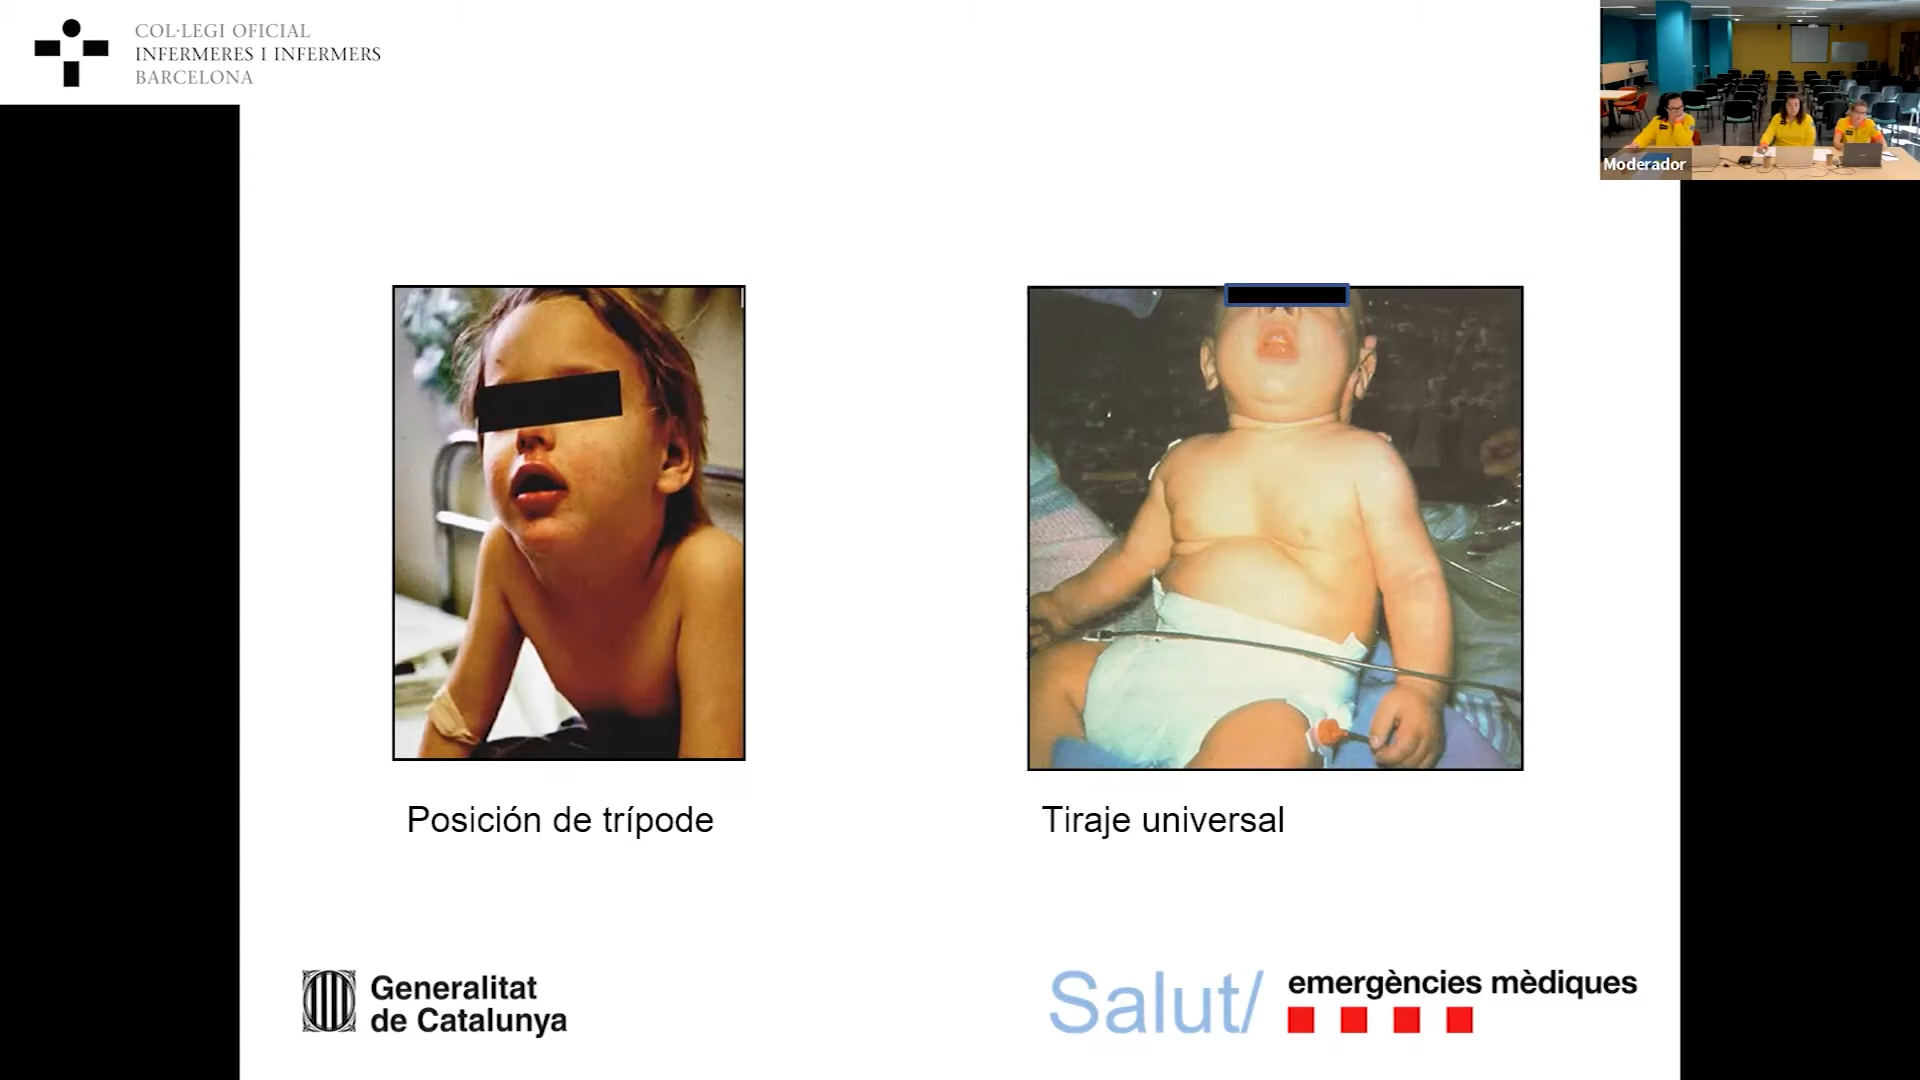 COL·LEGI OFICIAL
INFERMERES I INFERMERS
BARCELONA
Moderador
Posición de trípode
Tiraje universal
Generalitat
de Catalunya
Salut/
emergències mèdiques